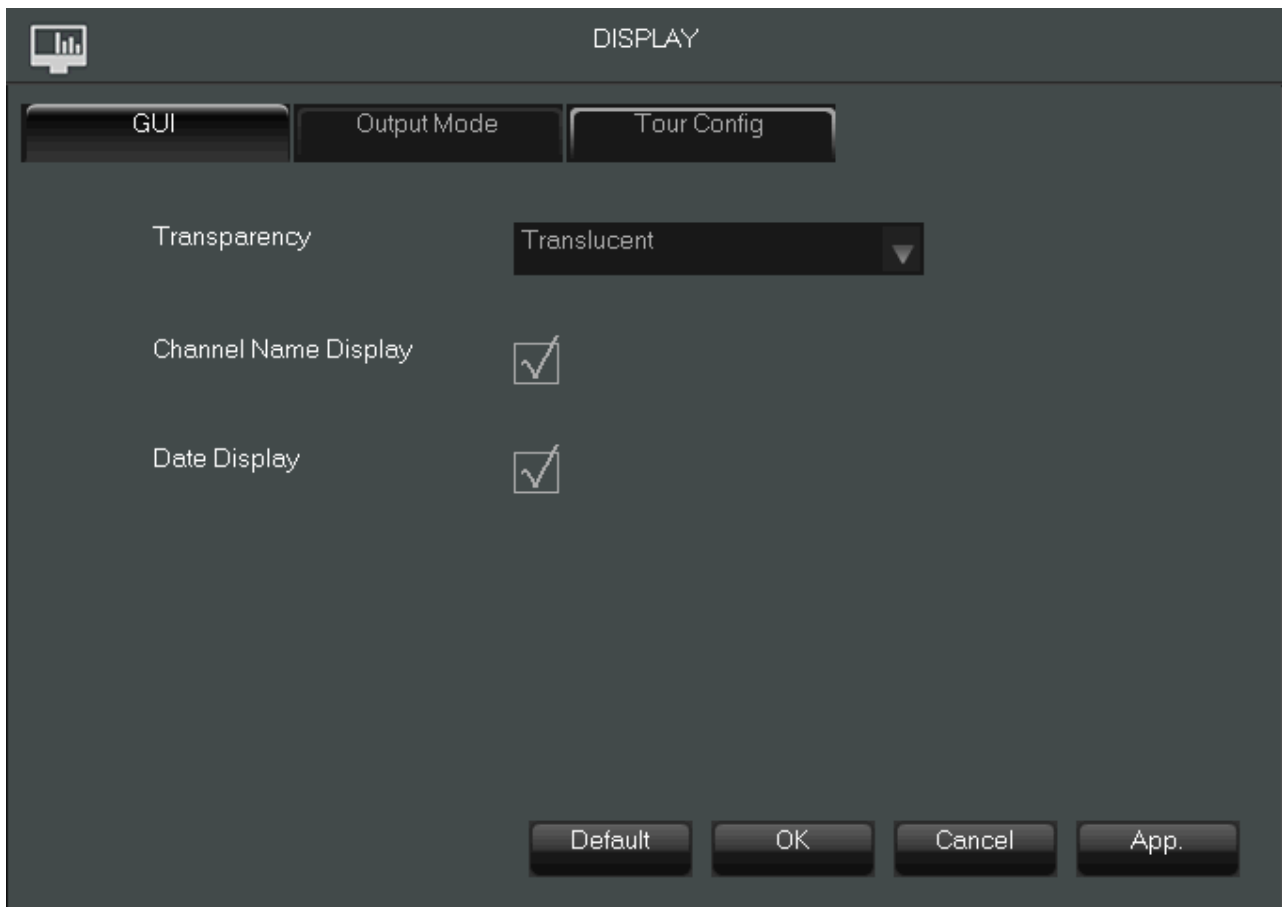 DISPLAY
GUI Output Mode Tour Config
Transparency Translucent
Channel Name Display
Date Display
Default OK Cancel App.